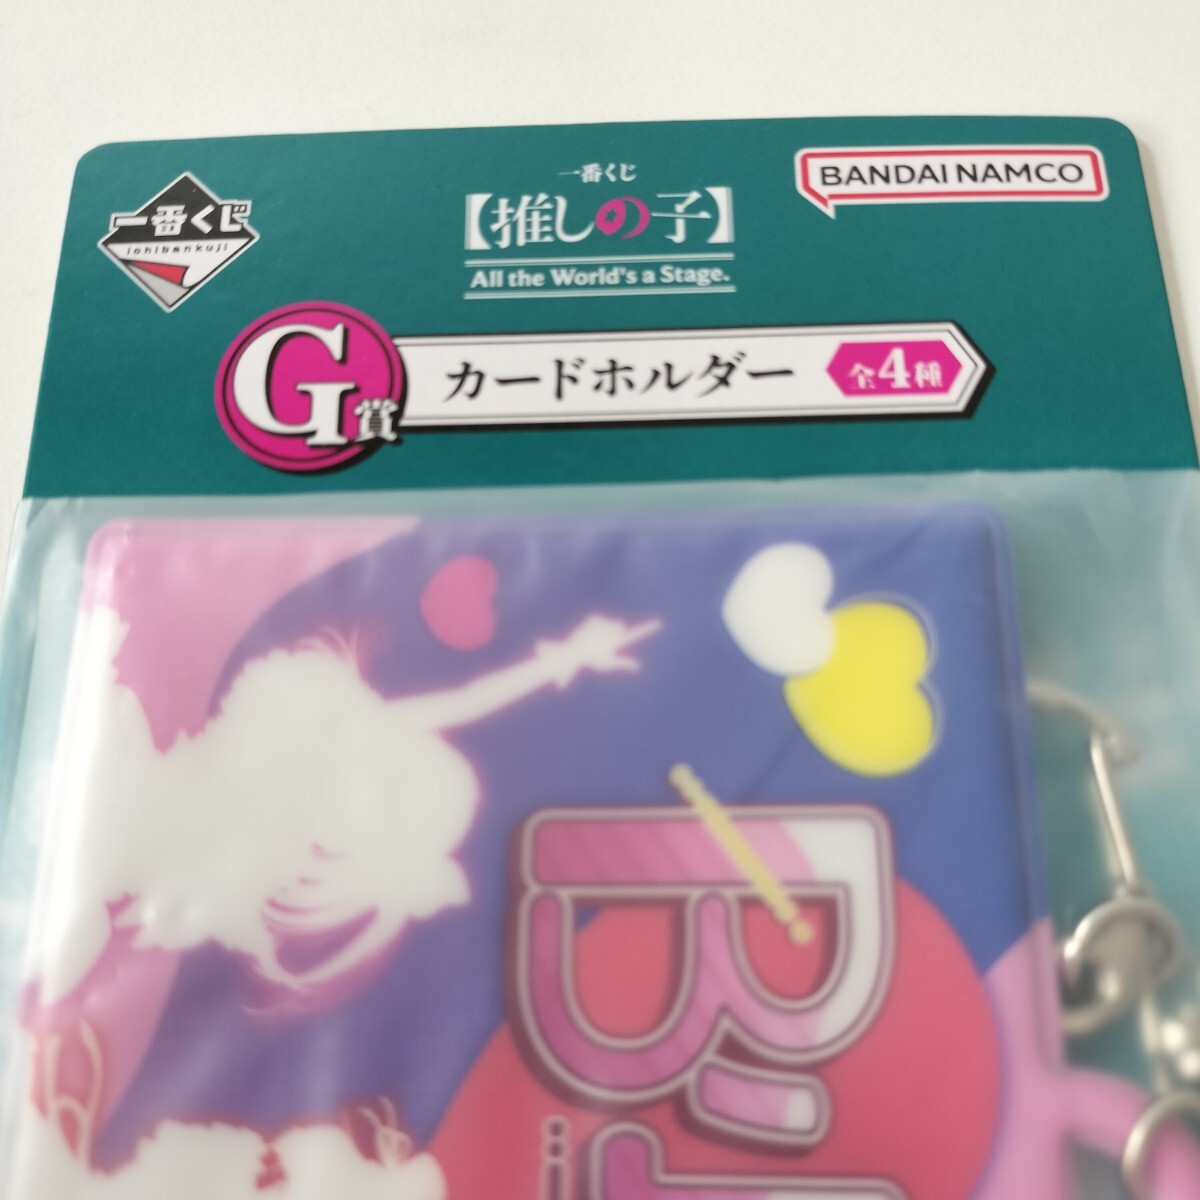 一番くじ
ichibankuji
一番くじ
【推しの子】
All the World's a Stage.
BANDAI NAMCO
G賞
カードホルダー
全4種